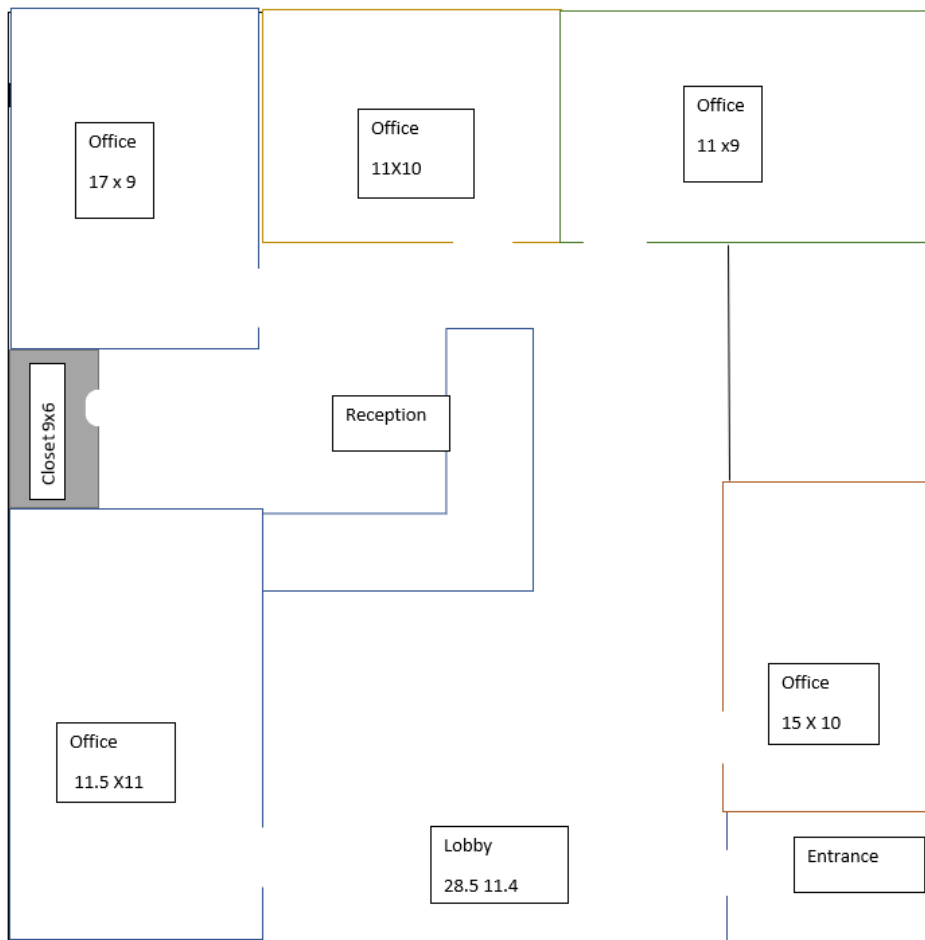 Office
17 x 9
Office
11X10
Office
11 x9
Closet 9x6
Reception
Office
11.5 X11
Office
15 X 10
Lobby
28.5 11.4
Entrance